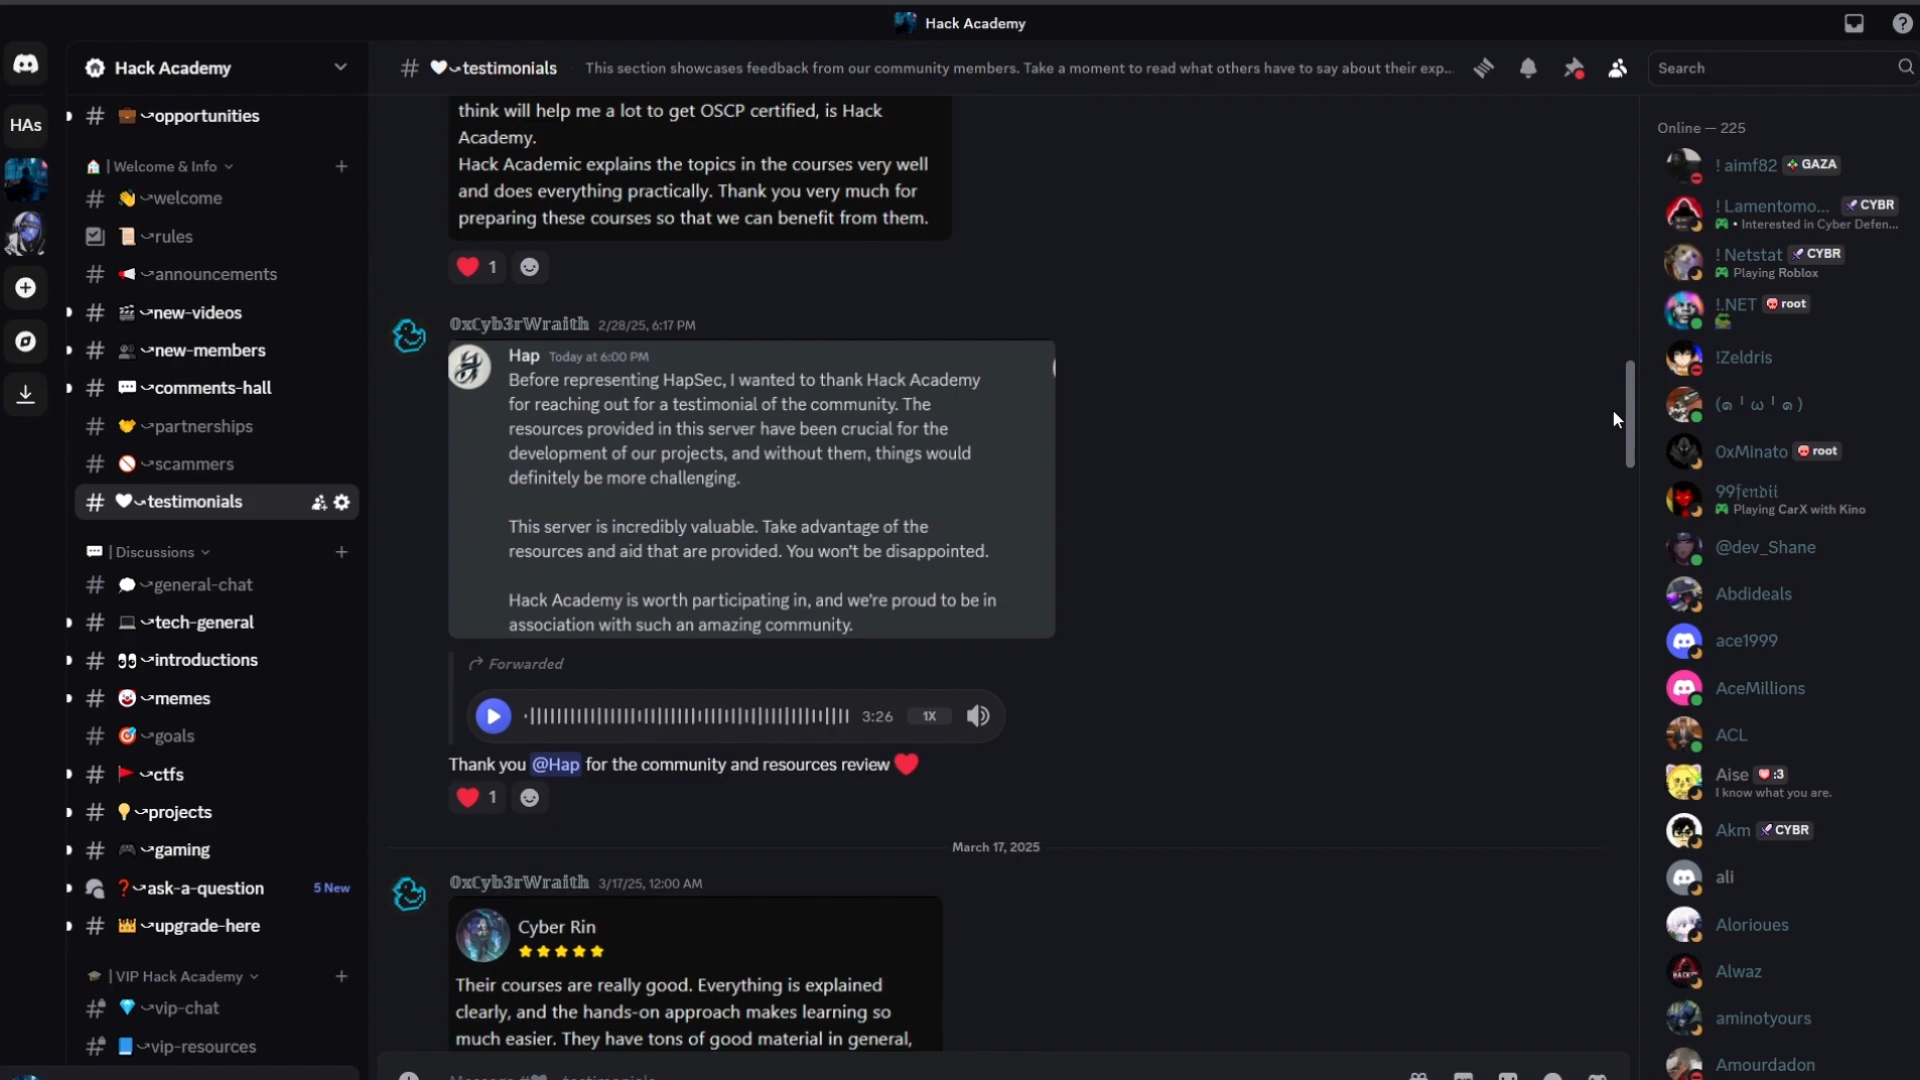 Hack Academy
Hack Academy
opportunities
HAs
| Welcome & Info
welcome
rules
announcements
new-videos
new-members
comments-hall
partnerships
scammers
testimonials
| Discussions
general-chat
tech-general
introductions
memes
goals
ctfs
projects
gaming
ask-a-question 5 New
upgrade-here
| VIP Hack Academy
vip-chat
vip-resources
testimonials This section showcases feedback from our community members. Take a moment to read what others have to say about their exp...
Search
think will help me a lot to get OSCP certified, is Hack
Academy.
Hack Academic explains the topics in the courses very well
and does everything practically. Thank you very much for
preparing these courses so that we can benefit from them.
1
0xCyb3rWraith 2/28/25, 6:17 PM
Hap Today at 6:00 PM
Before representing HapSec, I wanted to thank Hack Academy
for reaching out for a testimonial of the community. The
resources provided in this server have been crucial for the
development of our projects, and without them, things would
definitely be more challenging.
This server is incredibly valuable. Take advantage of the
resources and aid that are provided. You won't be disappointed.
Hack Academy is worth participating in, and we're proud to be in
association with such an amazing community.
Forwarded
3:26 1X
Thank you @Hap for the community and resources review
1
March 17, 2025
0xCyb3rWraith 3/17/25, 12:00 AM
Cyber Rin
Their courses are really good. Everything is explained
clearly, and the hands-on approach makes learning so
much easier. They have tons of good material in general,
Online — 225
! aimf82 GAZA
! Lamentomo... CYBR
• Interested in Cyber Defen...
! Netstat CYBR
Playing Roblox
!.NET root
!Zeldris
(๑╵ω╵๑)
0xMinato root
99fenbii
Playing CarX with Kino
@dev_Shane
Abdideals
ace1999
AceMillions
ACL
Aise :3
I know what you are.
Akm CYBR
ali
Alorioues
Alwaz
aminotyours
Amourdadon